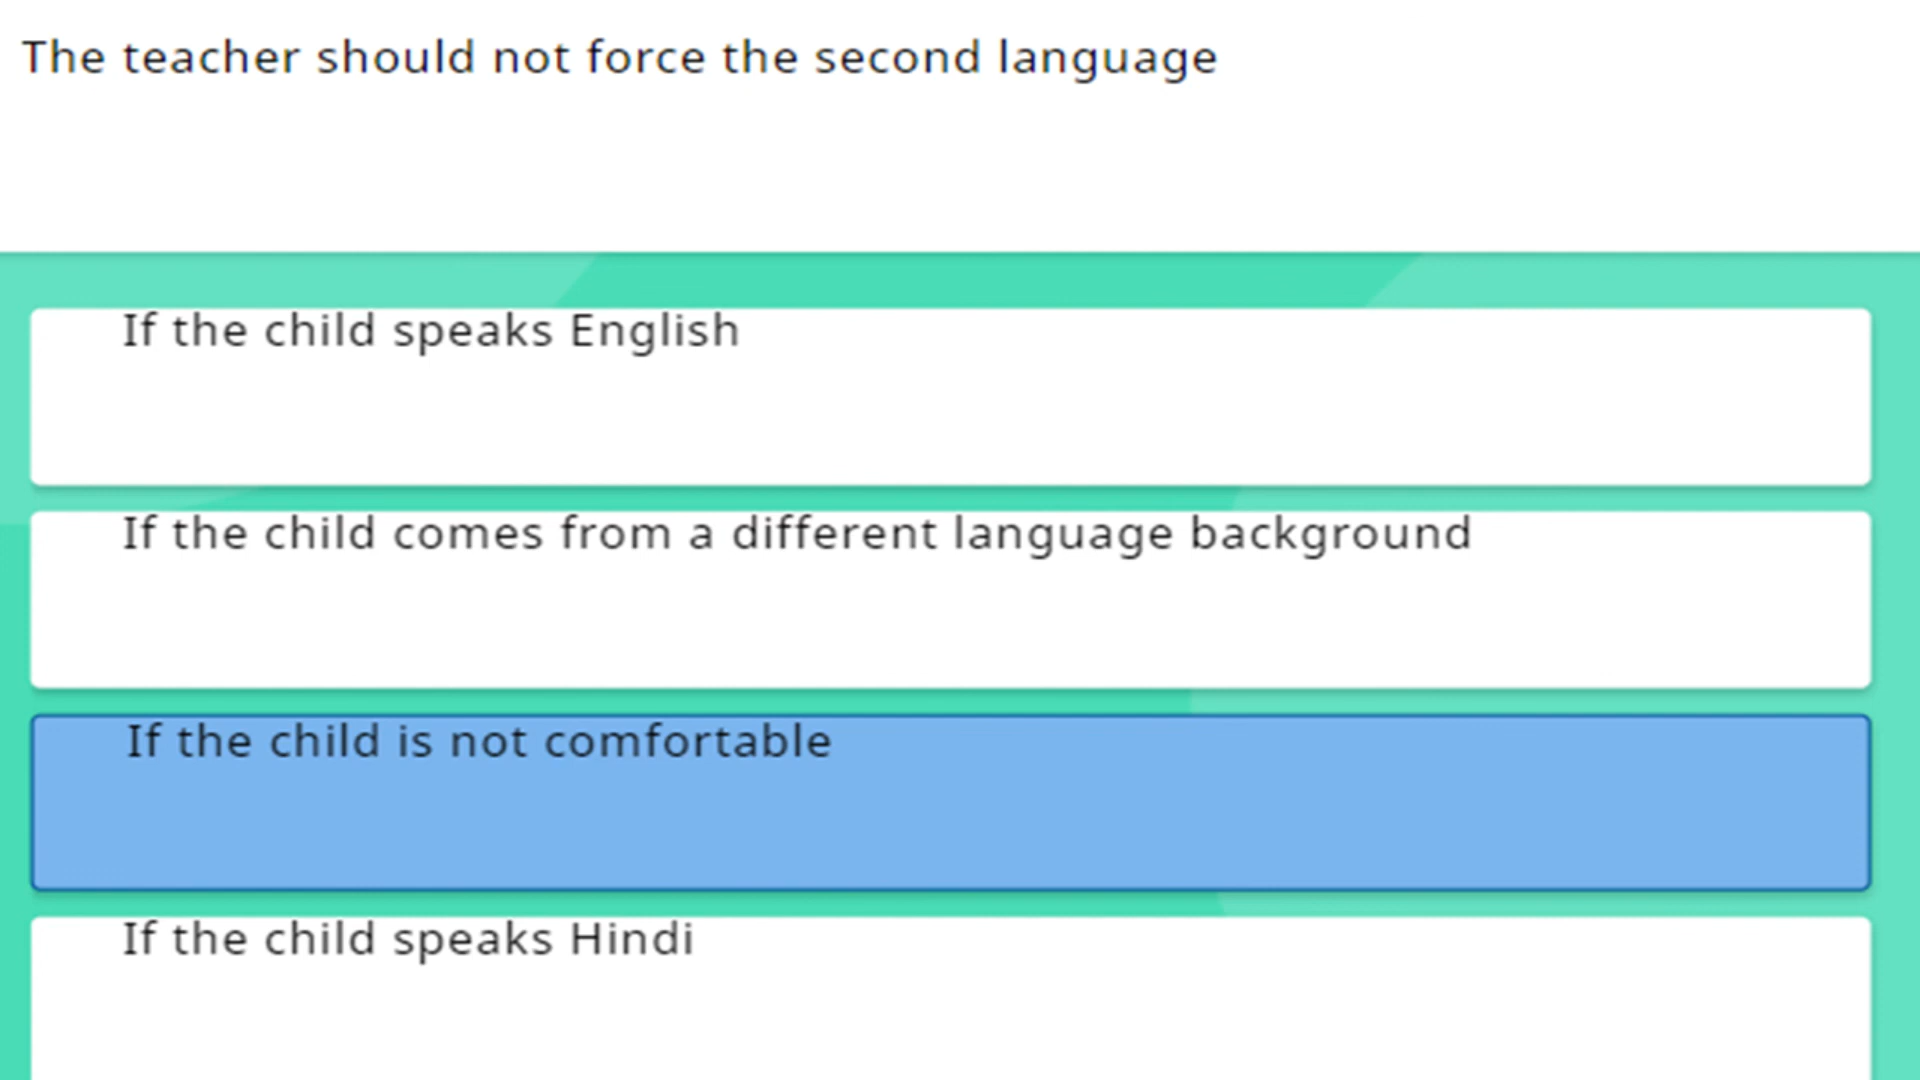 The teacher should not force the second language
If the child speaks English
If the child comes from a different language background
If the child is not comfortable
If the child speaks Hindi